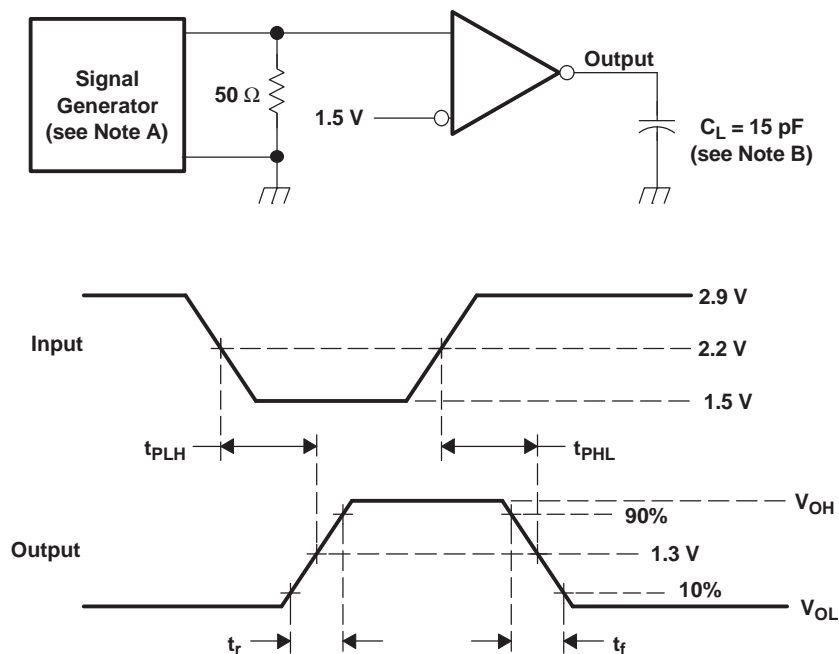 Signal
Generator
(see Note A)
50 Ω
1.5 V
Output
C_L = 15 pF
(see Note B)
Input
2.9 V
2.2 V
1.5 V
t_PLH
t_PHL
Output
V_OH
90%
1.3 V
10%
V_OL
t_r
t_f